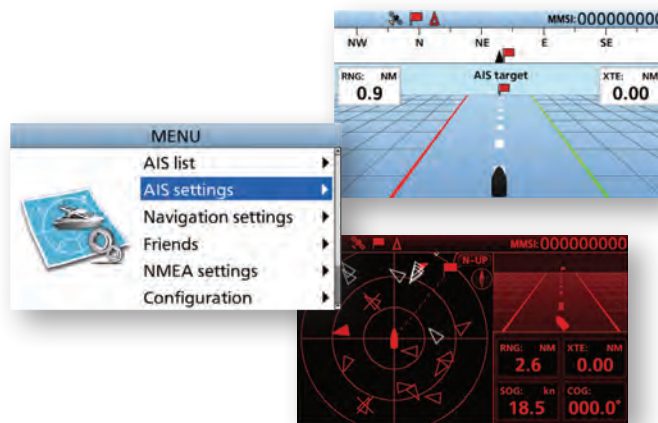 MMSI:000000000
NW N NE E SE
RNG: NM
0.9
AIS target
XTE: NM
0.00
MENU
AIS list
AIS settings
Navigation settings
Friends
NMEA settings
Configuration
MMSI:000000000
N-UP
RNG: NM
2.6
XTE: NM
0.00
SOG: kn
18.5
COG:
000.0°